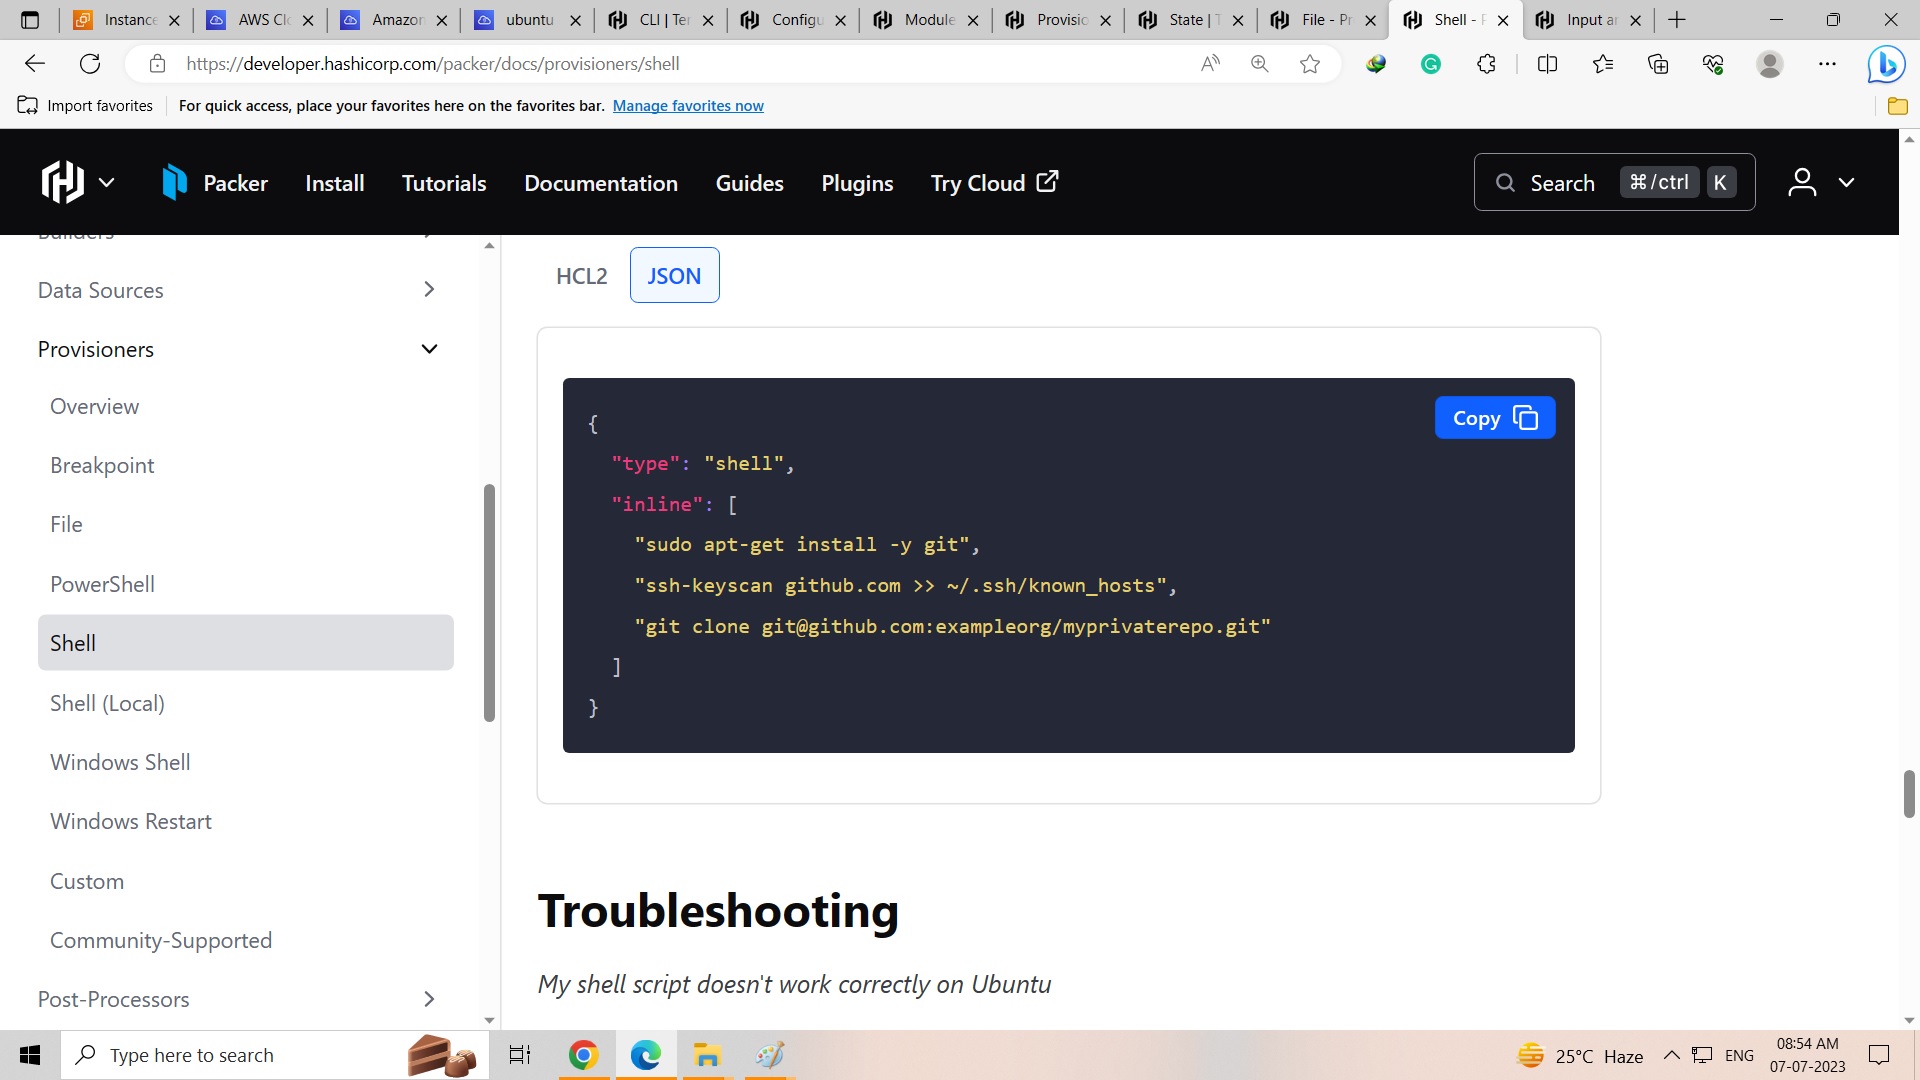 Instance
AWS Clo
Amazon
ubuntu
CLI | Ter
Configu
Module
Provisio
State | T
File - Pr
Shell - P
Input an
https://developer.hashicorp.com/packer/docs/provisioners/shell
Import favorites
For quick access, place your favorites here on the favorites bar. Manage favorites now
Packer
Install
Tutorials
Documentation
Guides
Plugins
Try Cloud
Search
⌘/ctrl
K
Builders
Data Sources
Provisioners
Overview
Breakpoint
File
PowerShell
Shell
Shell (Local)
Windows Shell
Windows Restart
Custom
Community-Supported
Post-Processors
HCL2
JSON
Copy
{
"type": "shell",
"inline": [
"sudo apt-get install -y git",
"ssh-keyscan github.com >> ~/.ssh/known_hosts",
"git clone git@github.com:exampleorg/myprivaterepo.git"
]
}
Troubleshooting
My shell script doesn't work correctly on Ubuntu
Type here to search
25°C Haze
ENG
08:54 AM
07-07-2023